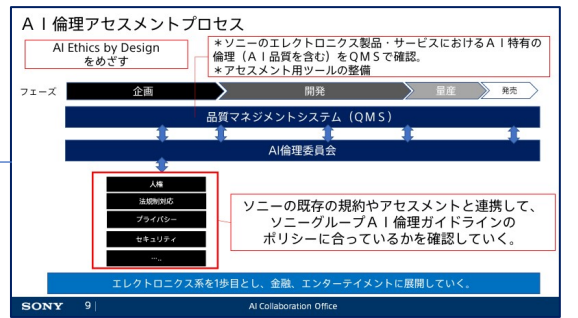 ＡＩ倫理アセスメントプロセス
AI Ethics by Design
をめざす
＊ソニーのエレクトロニクス製品・サービスにおけるＡＩ特有の
倫理（ＡＩ品質を含む）をＱＭＳで確認。
＊アセスメント用ツールの整備
フェーズ
企画
開発
量産
発売
品質マネジメントシステム（QMS）
AI倫理委員会
人権
法規制対応
プライバシー
セキュリティ
…..
ソニーの既存の規約やアセスメントと連携して、
ソニーグループＡＩ倫理ガイドラインの
ポリシーに合っているかを確認していく。
エレクトロニクス系を1歩目とし、金融、エンターテイメントに展開していく。
SONY 9 | AI Collaboration Office